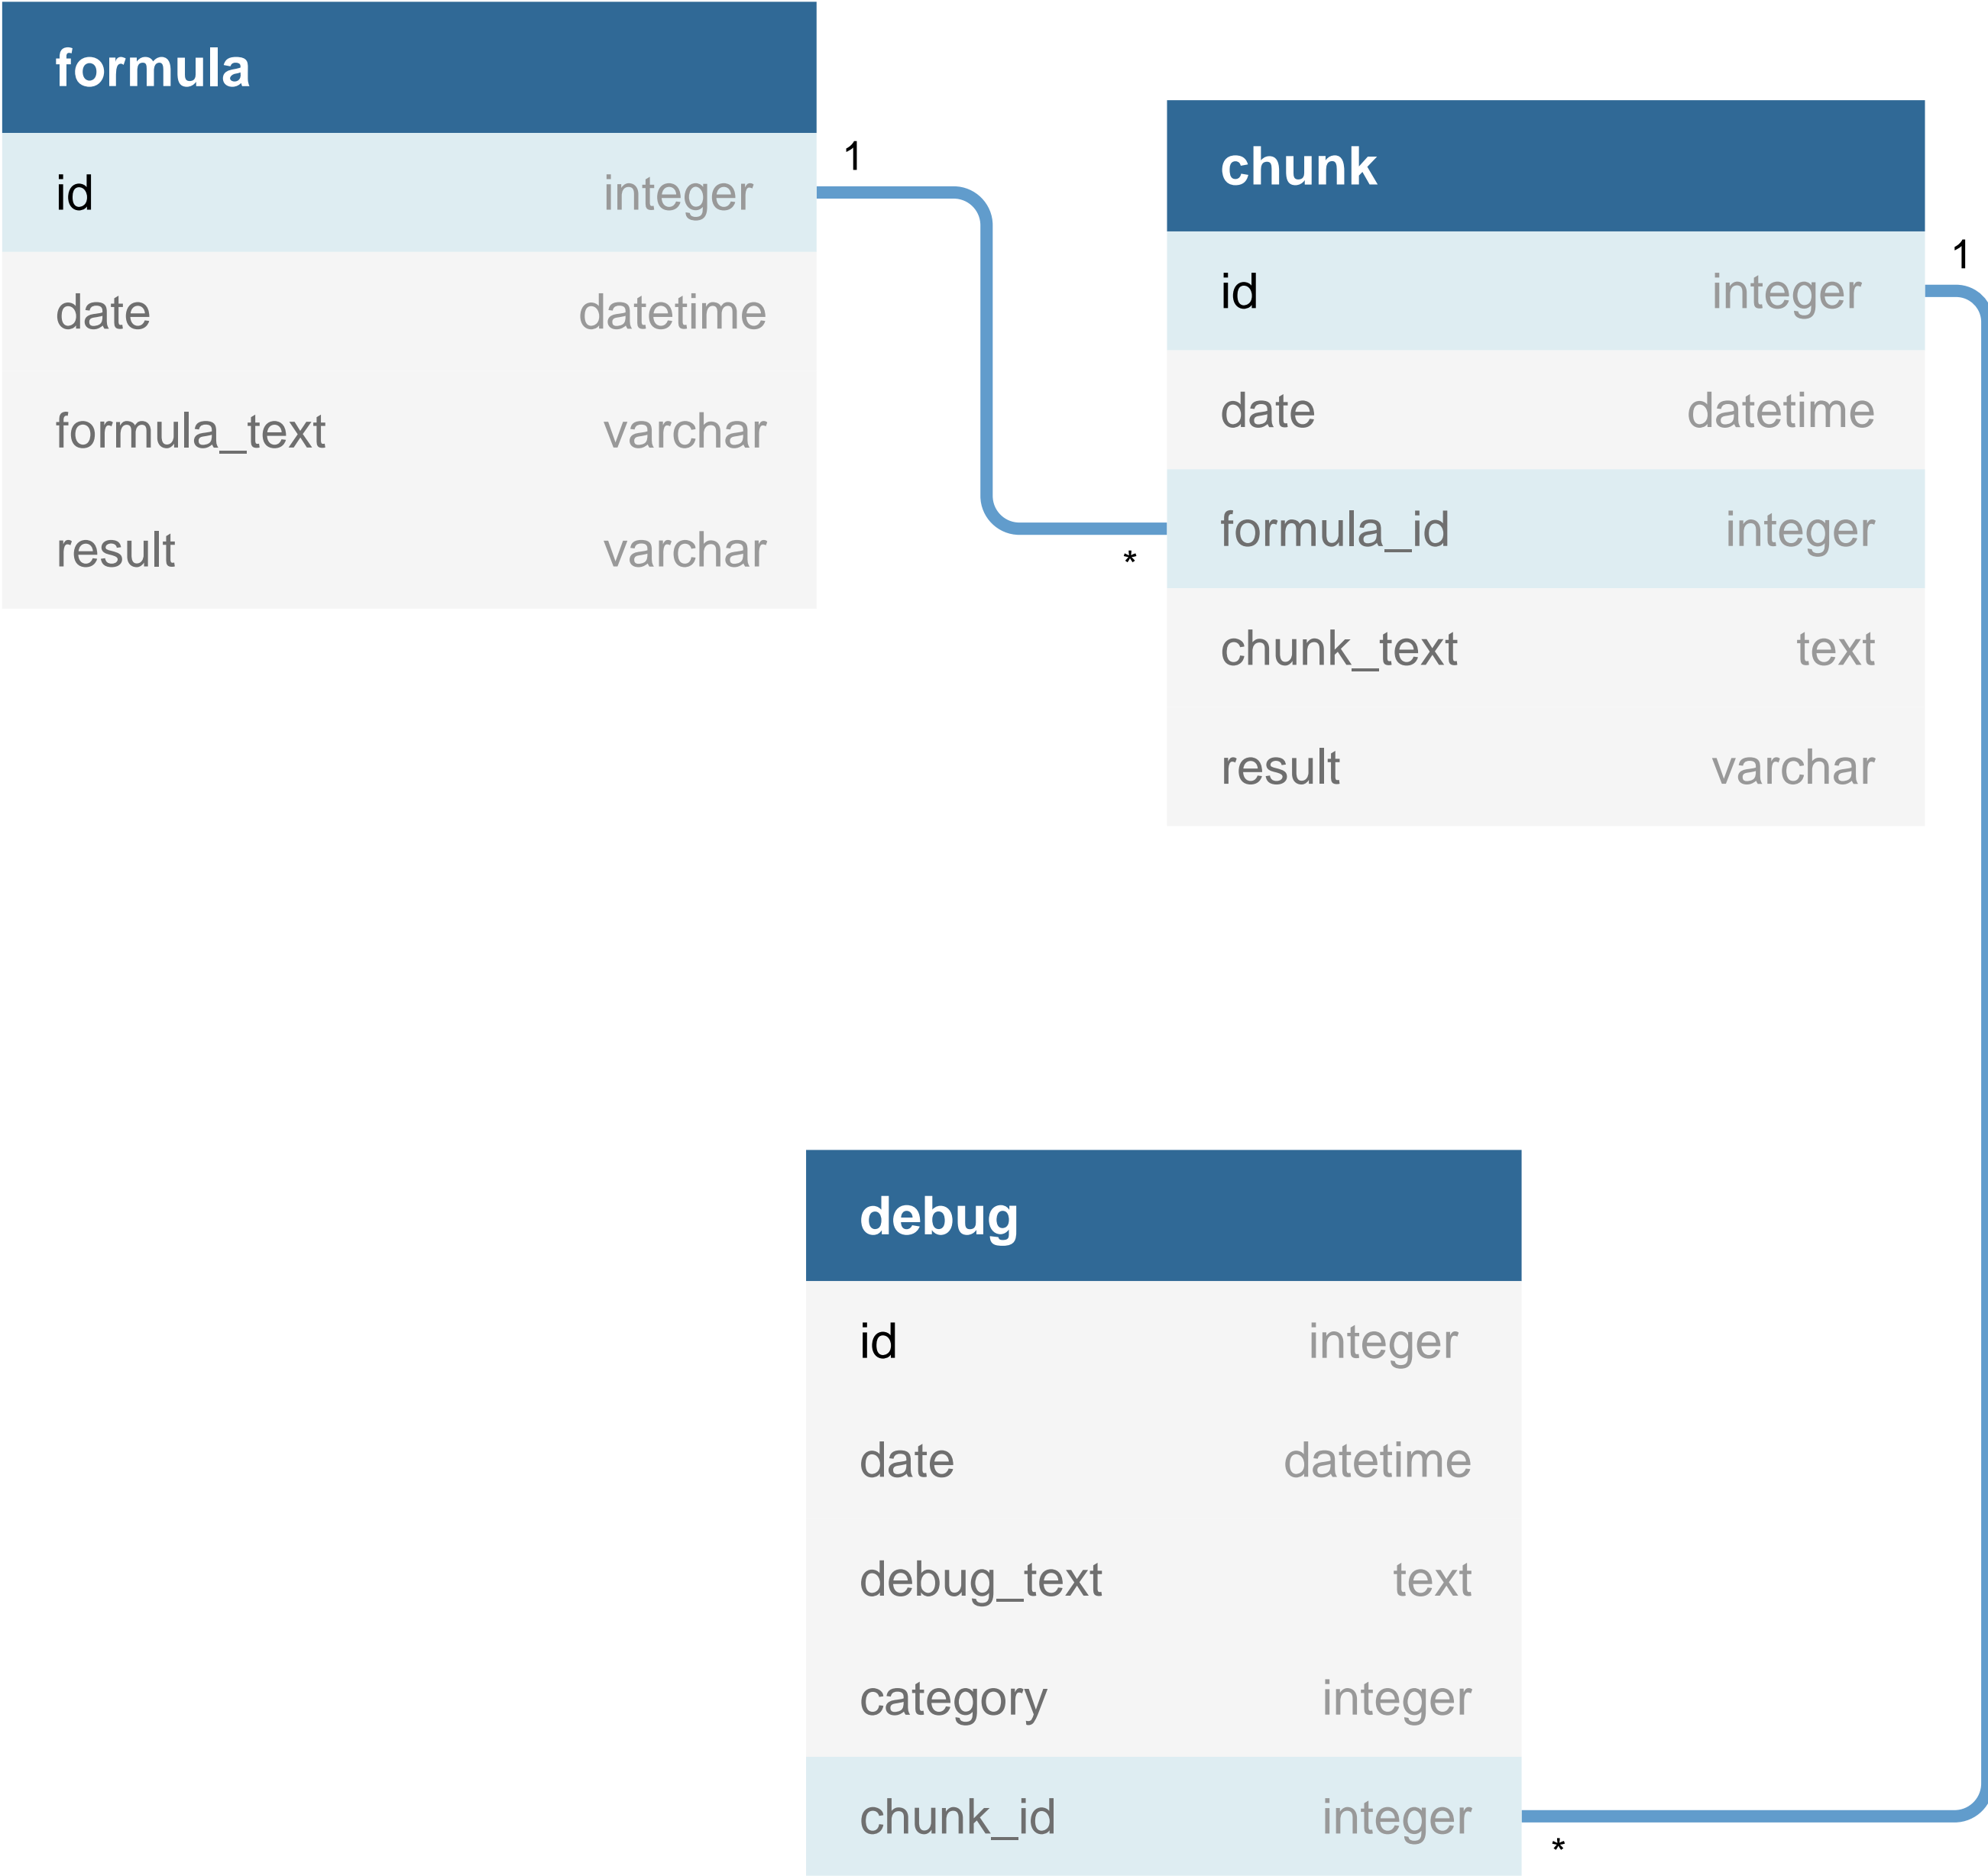 formula
id integer
date datetime
formula_text varchar
result varchar
1
*
chunk
id integer
date datetime
formula_id integer
chunk_text text
result varchar
1
*
debug
id integer
date datetime
debug_text text
category integer
chunk_id integer